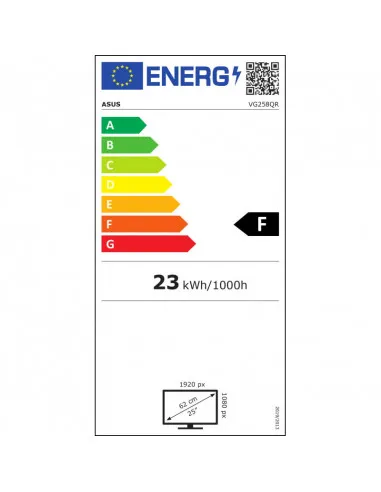 ENERG
ASUS VG258QR
A
B
C
D
E
F
G
F
23 kWh/1000h
1920 px
62 cm
25"
1080 px
2019/2013